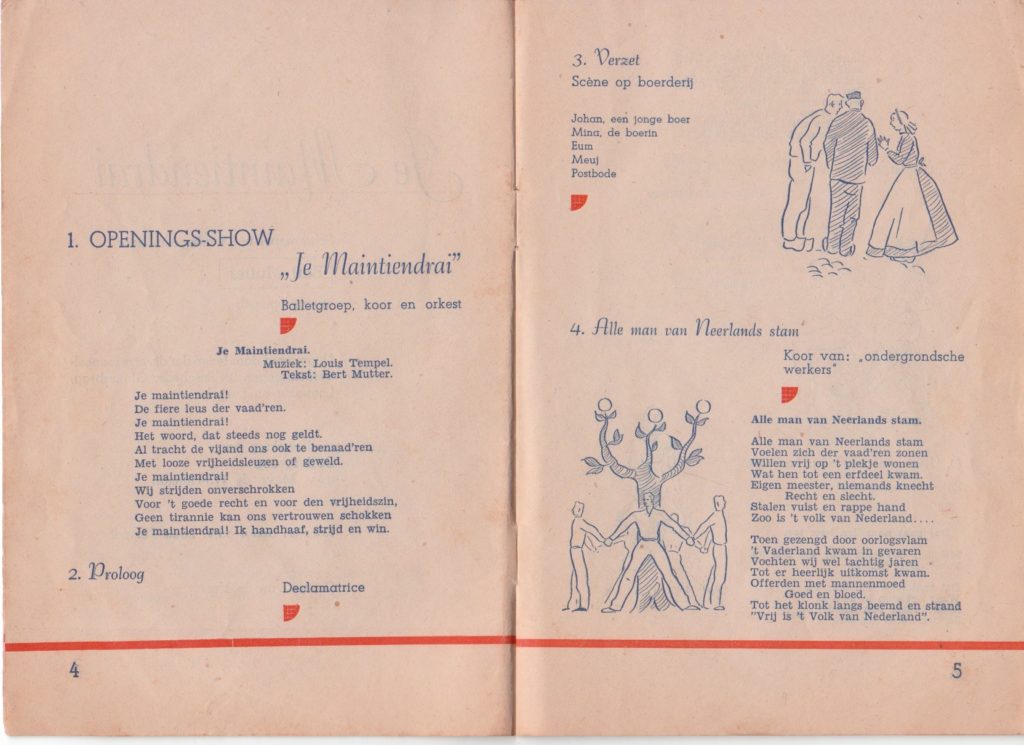 1. OPENINGS-SHOW
„Je Maintiendrai"
Balletgroep, koor en orkest
Je Maintiendrai.
Muziek: Louis Tempel.
Tekst: Bert Mutter.
Je maintiendrai!
De fiere leus der vaad'ren.
Je maintiendrai!
Het woord, dat steeds nog geldt.
Al tracht de vijand ons ook te benaad'ren
Met looze vrijheidsleuzen of geweld.
Je maintiendrai!
Wij strijden onverschrokken
Voor 't goede recht en voor den vrijheidszin,
Geen tirannie kan ons vertrouwen schokken
Je maintiendrai! Ik handhaaf, strijd en win.
2. Proloog
Declamatrice
4
3. Verzet
Scène op boerderij
Johan, een jonge boer
Mina, de boerin
Eum
Meuj
Postbode
4. Alle man van Neerlands stam
Koor van: „ondergrondsche
werkers"
Alle man van Neerlands stam.
Alle man van Neerlands stam
Voelen zich der vaad'ren zonen
Willen vrij op 't plekje wonen
Wat hen tot een erfdeel kwam.
Eigen meester, niemands knecht
Recht en slecht.
Stalen vuist en rappe hand
Zoo is 't volk van Nederland....
Toen gezengd door oorlogsvlam
't Vaderland kwam in gevaren
Vochten wij wel tachtig jaren
Tot er heerlijk uitkomst kwam.
Offerden met mannenmoed
Goed en bloed.
Tot het klonk langs beemd en strand
"Vrij is 't Volk van Nederland".
5